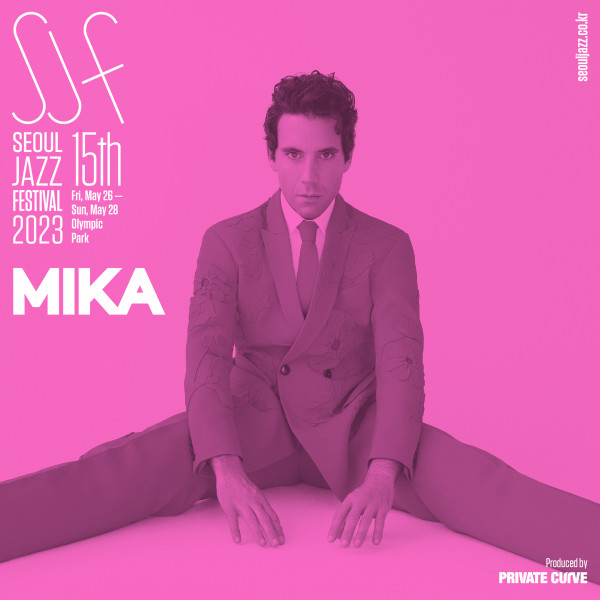 SJF
SEOUL
JAZZ
FESTIVAL
2023
15th
Fri, May 26 —
Sun, May 28
Olympic
Park
MIKA
seouljazz.co.kr
Produced by
PRIVATE CURVE